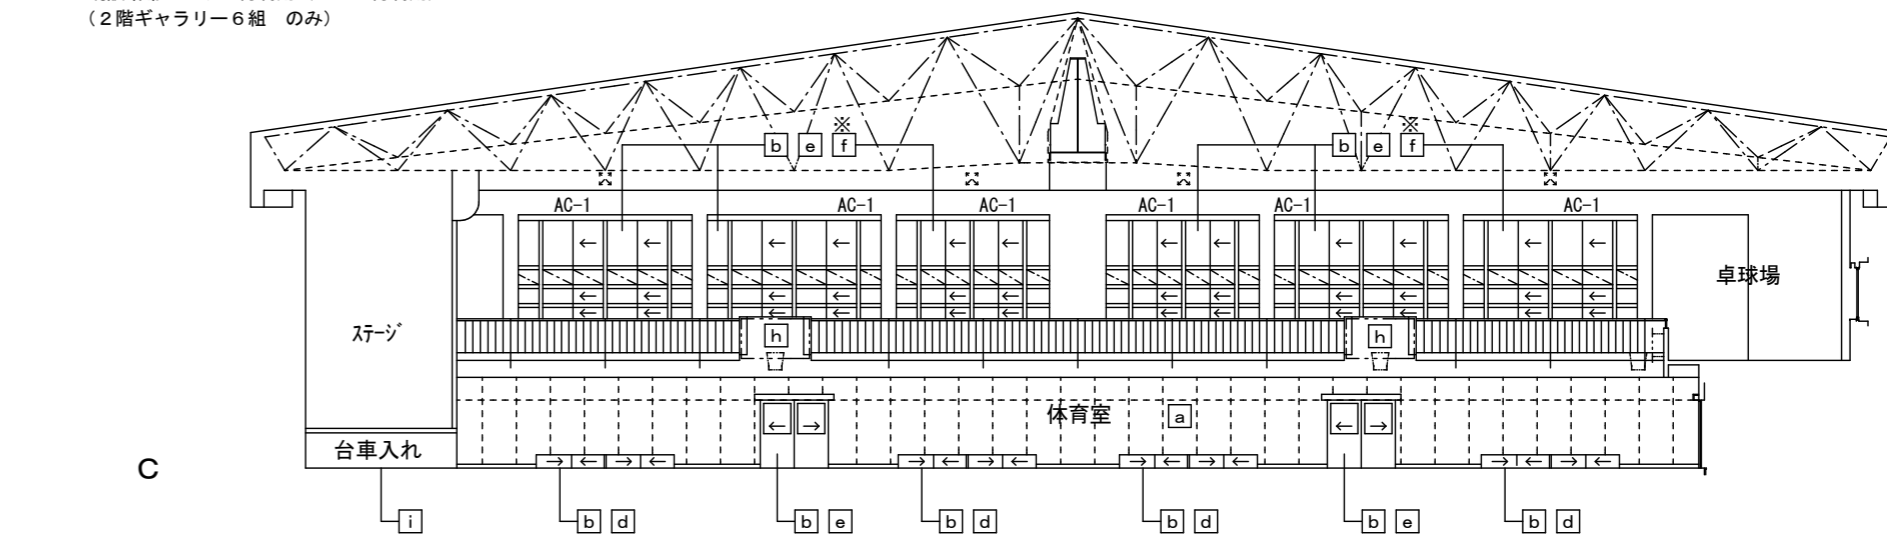 （２階ギャラリー６組　のみ）
※ ※
b e f b e f
AC-1 AC-1 AC-1 AC-1 AC-1 AC-1
卓球場
ｽﾃｰｼﾞ
h h
体育室 a
台車入れ
C
i b d b e b d b d b e b d